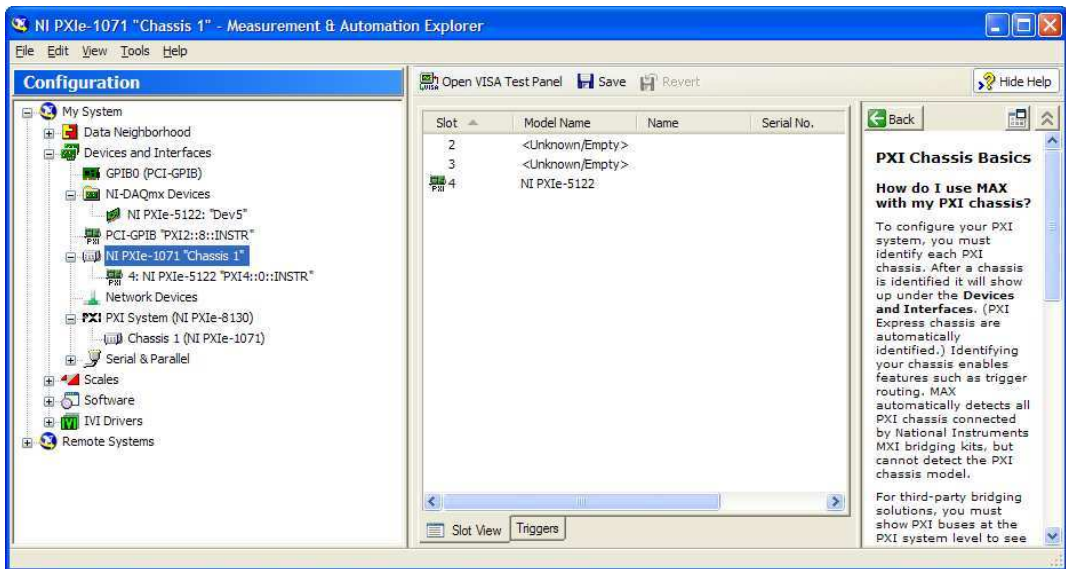 NI PXIe-1071 "Chassis 1" - Measurement & Automation Explorer
File Edit View Tools Help
Configuration
My System
Data Neighborhood
Devices and Interfaces
GPIB0 (PCI-GPIB)
NI-DAQmx Devices
NI PXIe-5122: "Dev5"
PCI-GPIB "PXI2::8::INSTR"
NI PXIe-1071 "Chassis 1"
4: NI PXIe-5122 "PXI4::0::INSTR"
Network Devices
PXI PXI System (NI PXIe-8130)
Chassis 1 (NI PXIe-1071)
Serial & Parallel
Scales
Software
IVI Drivers
Remote Systems
Open VISA Test Panel Save Revert
Hide Help
Slot Model Name Name Serial No.
2 <Unknown/Empty>
3 <Unknown/Empty>
4 NI PXIe-5122
Slot View Triggers
Back
PXI Chassis Basics
How do I use MAX
with my PXI chassis?
To configure your PXI
system, you must
identify each PXI
chassis. After a chassis
is identified it will show
up under the Devices
and Interfaces. (PXI
Express chassis are
automatically
identified.) Identifying
your chassis enables
features such as trigger
routing. MAX
automatically detects all
PXI chassis connected
by National Instruments
MXI bridging kits, but
cannot detect the PXI
chassis model.
For third-party bridging
solutions, you must
show PXI buses at the
PXI system level to see